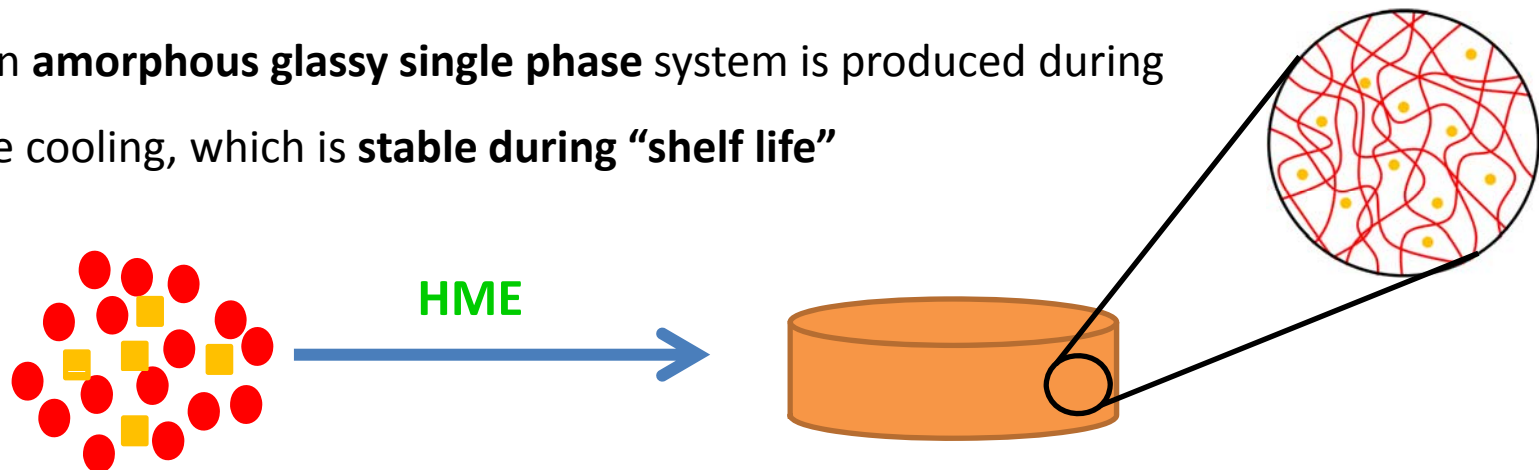 n amorphous glassy single phase system is produced during
e cooling, which is stable during “shelf life”
HME